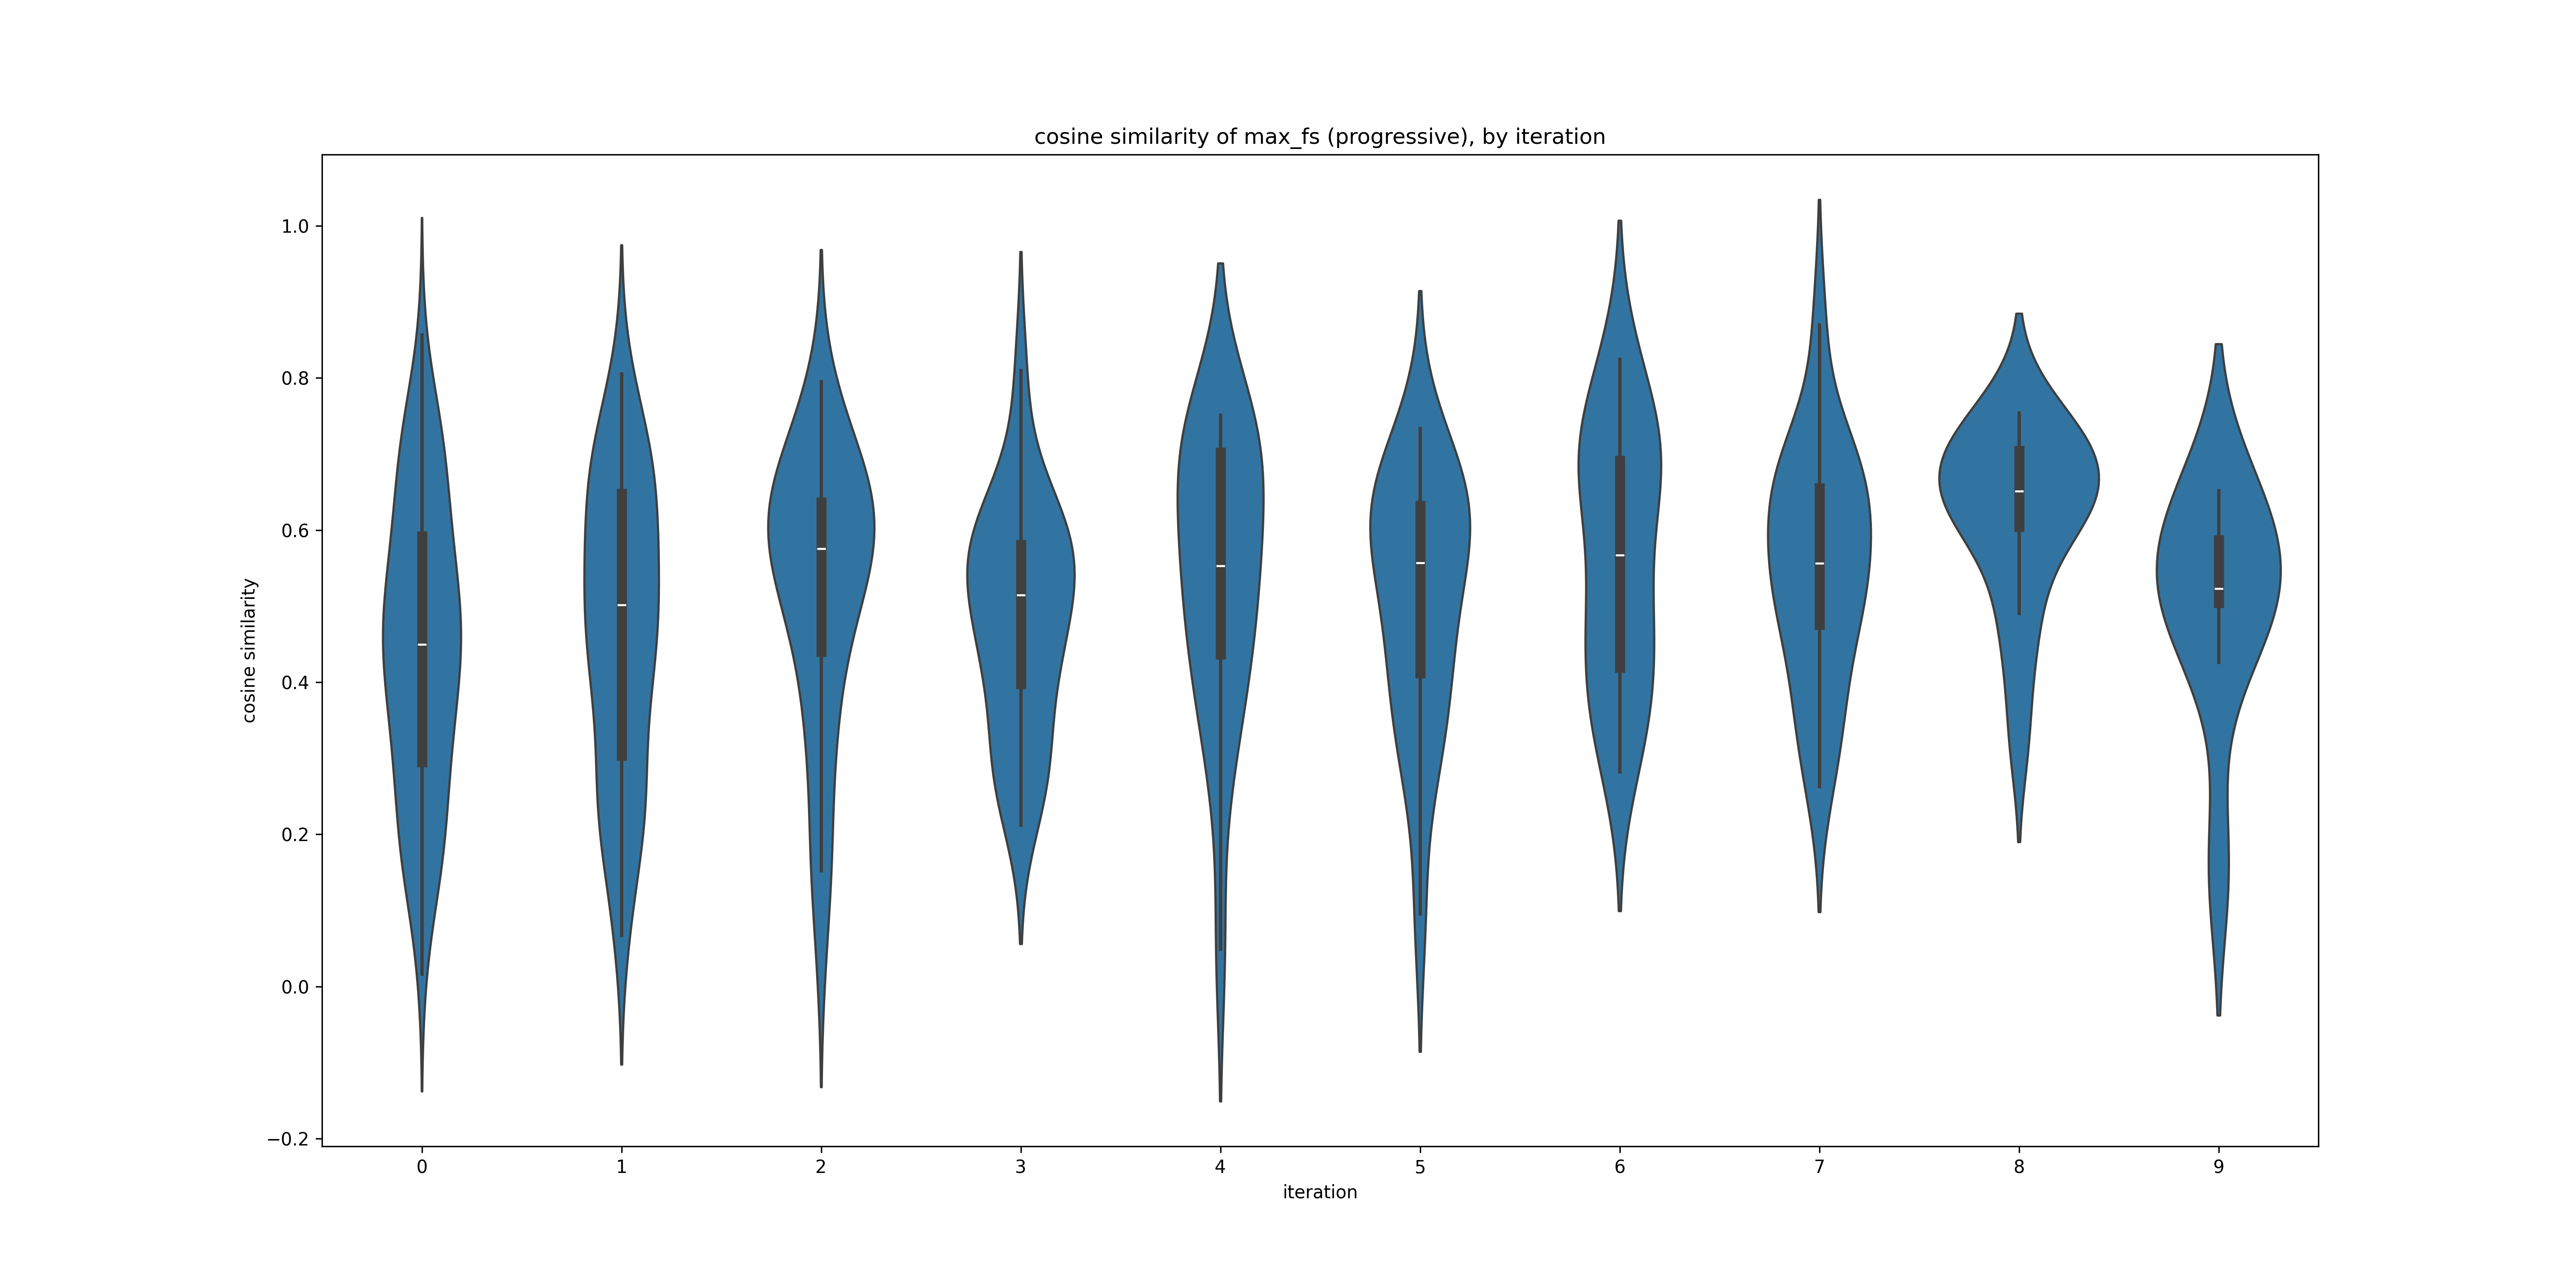 cosine similarity of max_fs (progressive), by iteration
1.0
0.8
0.6
0.4
0.2
0.0
−0.2
cosine similarity
0 1 2 3 4 5 6 7 8 9
iteration